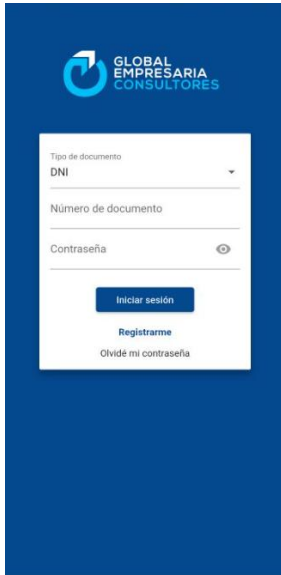 GLOBAL
EMPRESARIA
CONSULTORES
Tipo de documento
DNI
Número de documento
Contraseña
Iniciar sesión
Registrarme
Olvidé mi contraseña